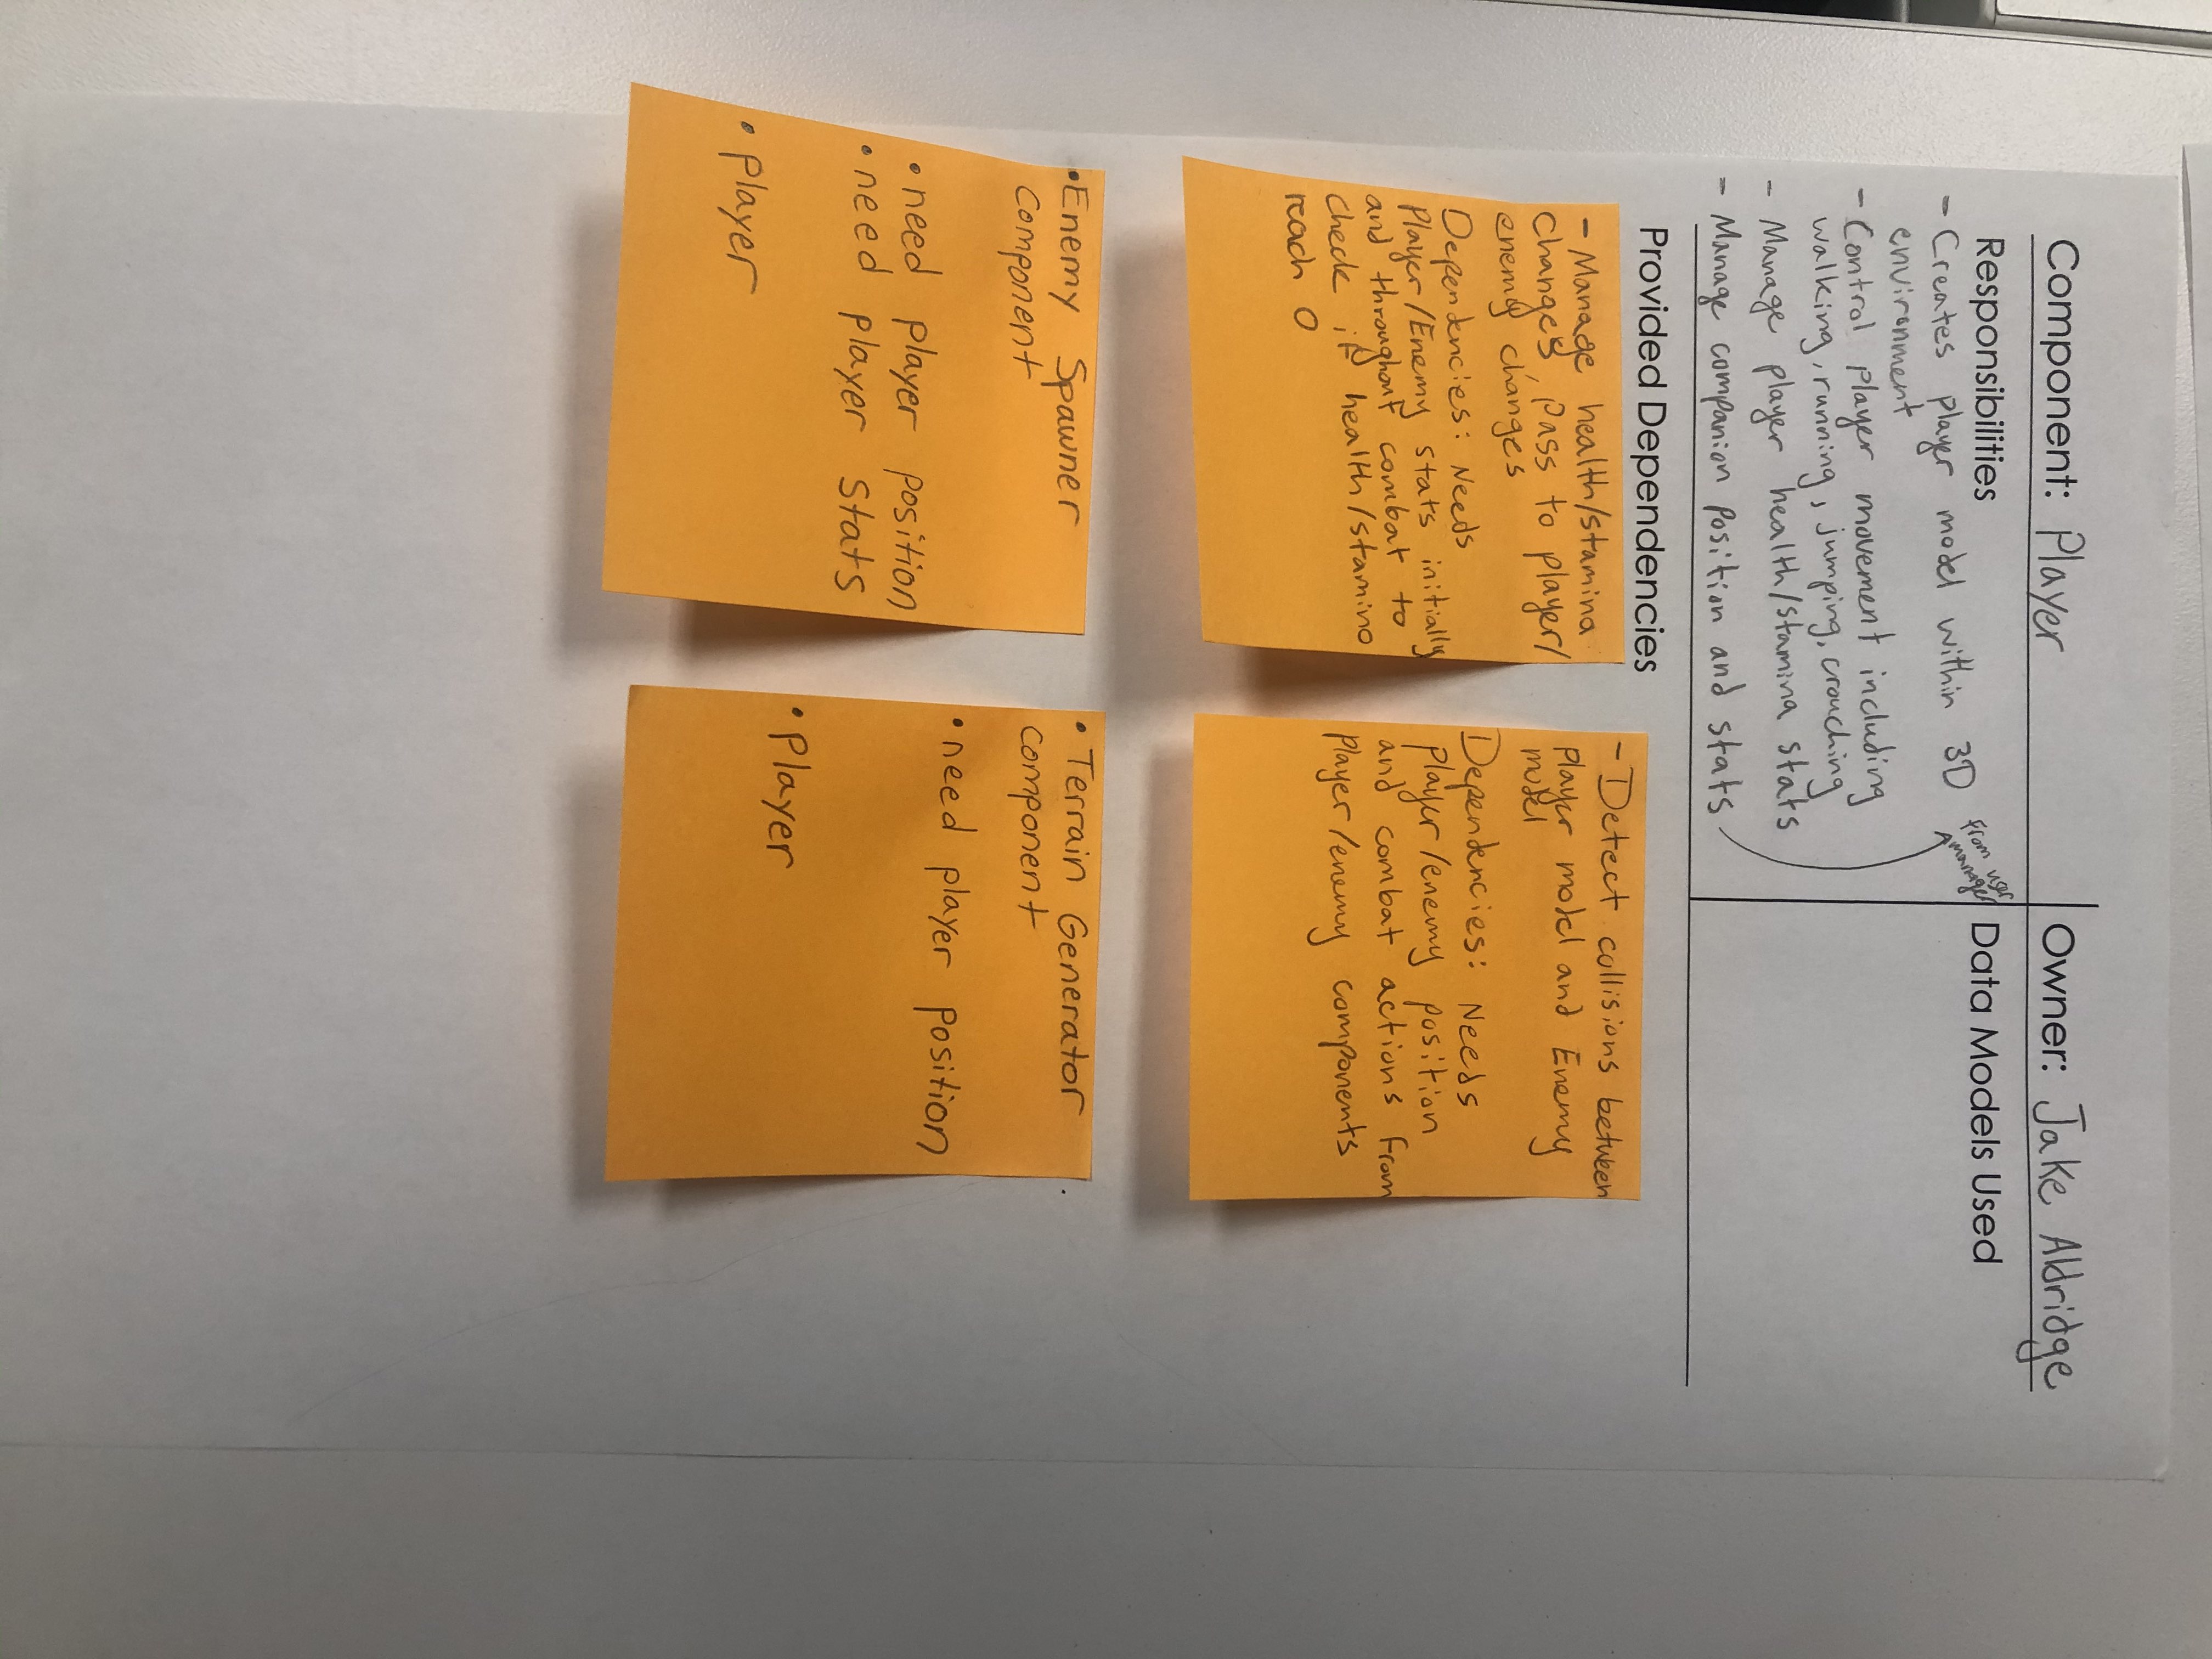 Component: Player
Owner: Jake Aldridge
Responsibilities
- Creates player model within 3D
environment
- Control player movement including
walking, running, jumping, crouching
- Manage player health/stamina stats
- Manage companion position and stats
From user
manager
Data Models Used
Provided Dependencies
- Manage health/stamina
changes, pass to player/
enemy changes
Dependencies: Needs
Player/Enemy stats initially
and throughout combat to
check if health/stamina
reach 0
- Detect collisions between
player model and Enemy
model
Dependencies: Needs
player/enemy position
and combat actions from
player/enemy components
• Enemy Spawner
component
• need player position
• need player stats
• player
• Terrain Generator
component
• need player position
• player